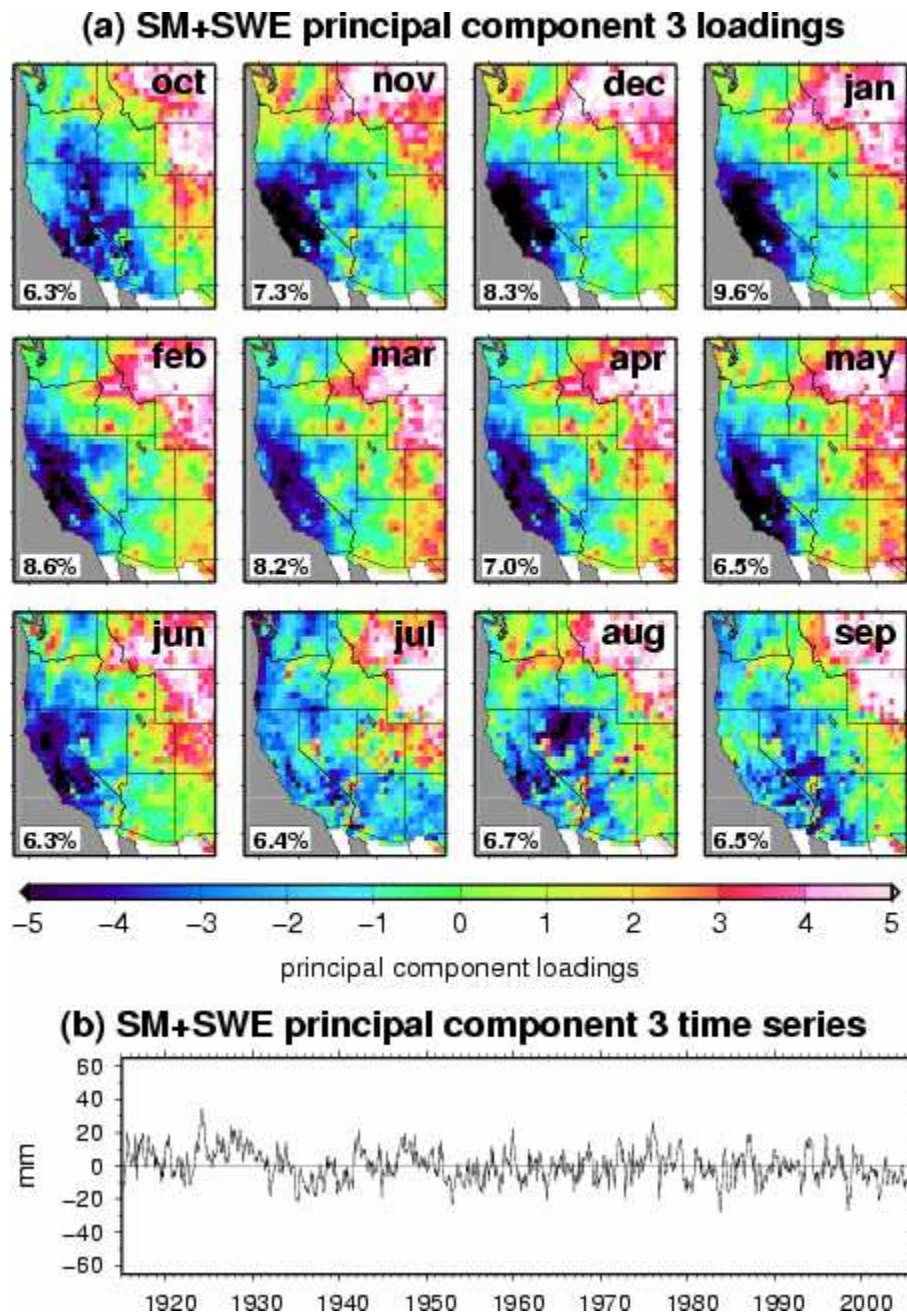 (a) SM+SWE principal component 3 loadings
oct nov dec jan
6.3% 7.3% 8.3% 9.6%
feb mar apr may
8.6% 8.2% 7.0% 6.5%
jun jul aug sep
6.3% 6.4% 6.7% 6.5%
−5 −4 −3 −2 −1 0 1 2 3 4 5
principal component loadings
(b) SM+SWE principal component 3 time series
60
40
20
0
−20
−40
−60
mm
1920 1930 1940 1950 1960 1970 1980 1990 2000